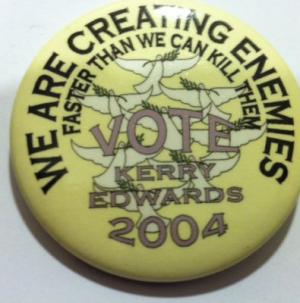 WE ARE CREATING ENEMIES
FASTER THAN WE CAN KILL THEM
VOTE
KERRY
EDWARDS
2004